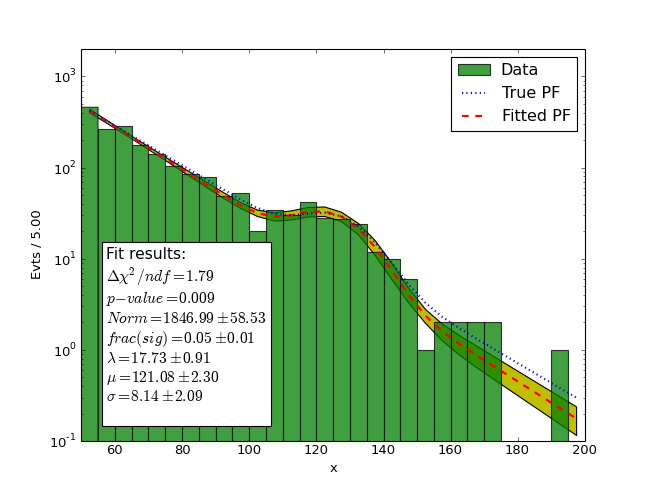 Data
True PF
Fitted PF
10³
10²
10¹
10⁰
10⁻¹
Evts / 5.00
Fit results:
Δχ²/ndf=1.79
p−value=0.009
Norm=1846.99±58.53
frac(sig)=0.05±0.01
λ=17.73±0.91
μ=121.08±2.30
σ=8.14±2.09
60 80 100 120 140 160 180 200
x